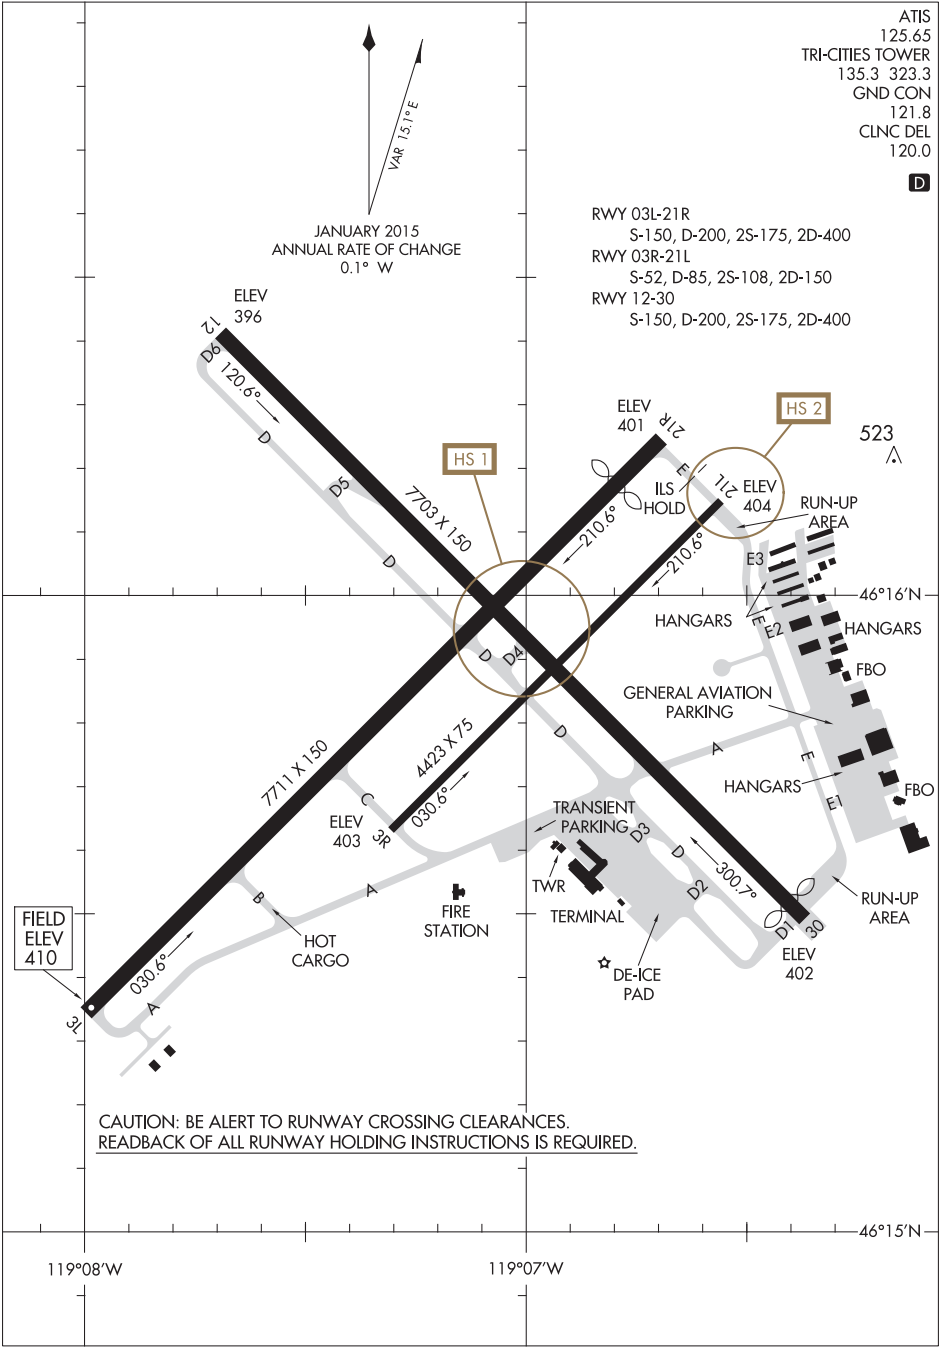 ATIS
125.65
TRI-CITIES TOWER
135.3 323.3
GND CON
121.8
CLNC DEL
120.0
D
VAR 15.1° E
JANUARY 2015
ANNUAL RATE OF CHANGE
0.1° W
RWY 03L-21R
S-150, D-200, 2S-175, 2D-400
RWY 03R-21L
S-52, D-85, 2S-108, 2D-150
RWY 12-30
S-150, D-200, 2S-175, 2D-400
ELEV
396
12
D6
120.6°
D
D5
7703 X 150
D
HS 1
ELEV
401
21R
HS 2
523
E
ILS
HOLD
21L
ELEV
404
RUN-UP
AREA
210.6°
210.6°
E3
46°16'N
HANGARS
E
E2
HANGARS
FBO
D
D4
GENERAL AVIATION
PARKING
D
A
E
4423 X 75
7711 X 150
030.6°
HANGARS
E1
FBO
C
ELEV
403
3R
TRANSIENT
PARKING
D3
D
D2
300.7°
TWR
TERMINAL
A
B
FIRE
STATION
HOT
CARGO
RUN-UP
AREA
D1
30
ELEV
402
FIELD
ELEV
410
030.6°
DE-ICE
PAD
A
3L
CAUTION: BE ALERT TO RUNWAY CROSSING CLEARANCES.
READBACK OF ALL RUNWAY HOLDING INSTRUCTIONS IS REQUIRED.
46°15'N
119°08'W
119°07'W